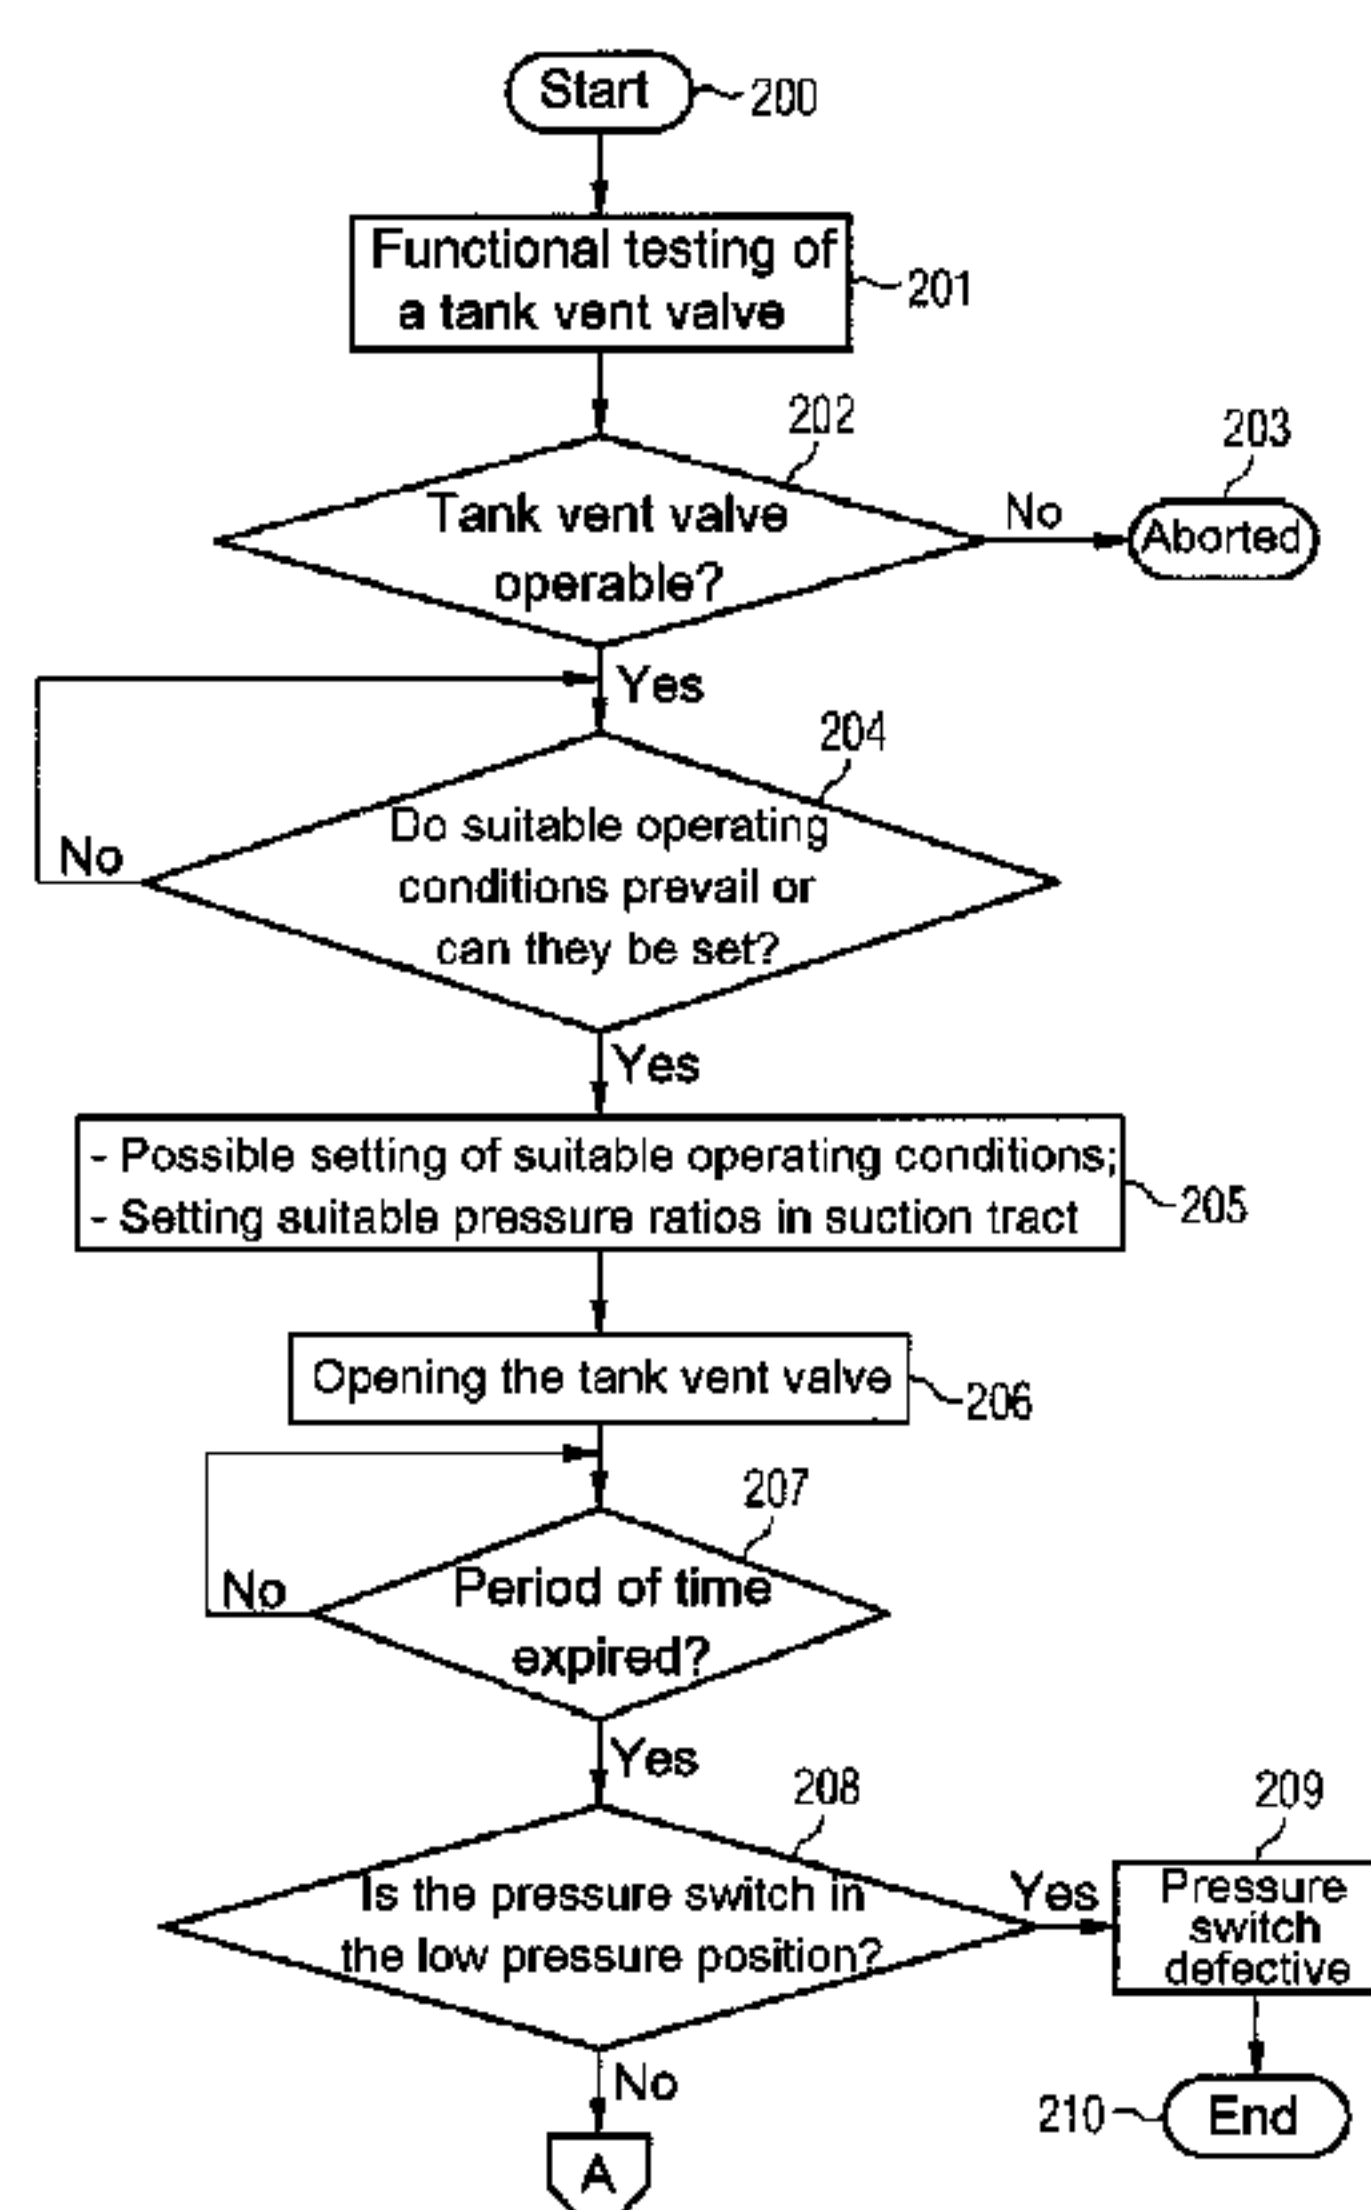 Start
200
Functional testing of
a tank vent valve
201
202
203
Tank vent valve
operable?
No
Aborted
Yes
204
Do suitable operating
conditions prevail or
can they be set?
No
Yes
- Possible setting of suitable operating conditions;
- Setting suitable pressure ratios in suction tract
205
Opening the tank vent valve
206
207
Period of time
expired?
No
Yes
208
209
Is the pressure switch in
the low pressure position?
Yes
Pressure
switch
defective
No
210
End
A